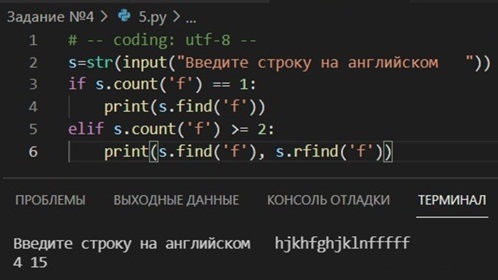 Задание №4 > 5.py > ...
1 # -- coding: utf-8 --
2 s=str(input("Введите строку на английском   "))
3 if s.count('f') == 1:
4     print(s.find('f'))
5 elif s.count('f') >= 2:
6     print(s.find('f'), s.rfind('f'))
ПРОБЛЕМЫ ВЫХОДНЫЕ ДАННЫЕ КОНСОЛЬ ОТЛАДКИ ТЕРМИНАЛ
Введите строку на английском   hjkhfghjklnfffff
4 15